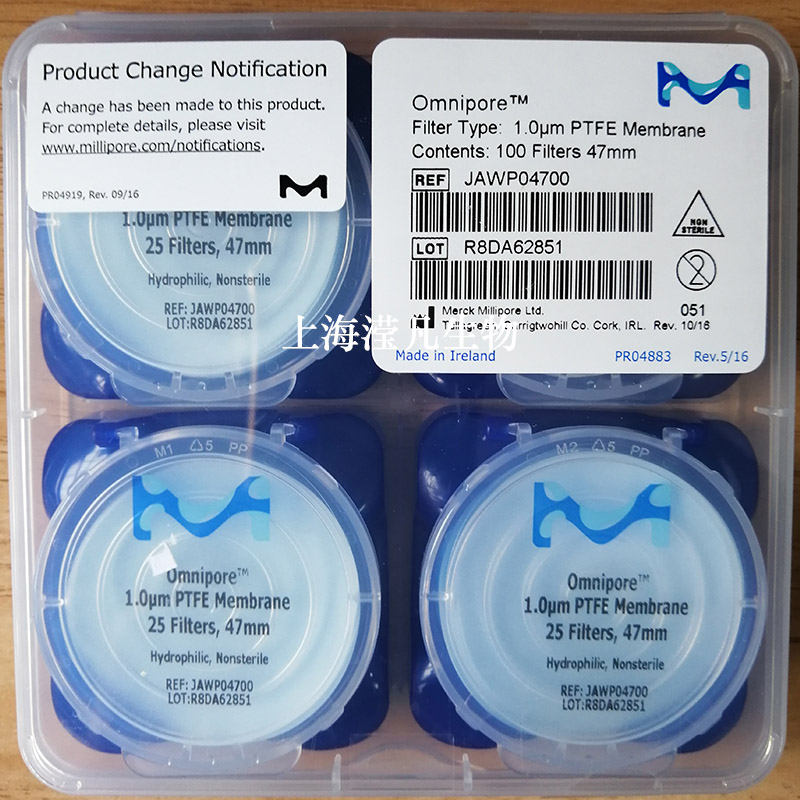 Product Change Notification
A change has been made to this product.
For complete details, please visit
www.millipore.com/notifications.
PR04919, Rev. 09/16
Omnipore™
Filter Type: 1.0µm PTFE Membrane
Contents: 100 Filters 47mm
REF JAWP04700
LOT R8DA62851
NON
STERILE
2
051
Merck Millipore Ltd.
Tullagreen, Carrigtwohill Co. Cork, IRL. Rev. 10/16
Made in Ireland PR04883 Rev.5/16
1.0µm PTFE Membrane
25 Filters, 47mm
Hydrophilic, Nonsterile
REF: JAWP04700
LOT:R8DA62851
上海滢凡生物
M1 5 PP
Omnipore™
1.0µm PTFE Membrane
25 Filters, 47mm
Hydrophilic, Nonsterile
REF: JAWP04700
LOT:R8DA62851
M2 5 PP
Omnipore™
1.0µm PTFE Membrane
25 Filters, 47mm
Hydrophilic, Nonsterile
REF: JAWP04700
LOT:R8DA62851